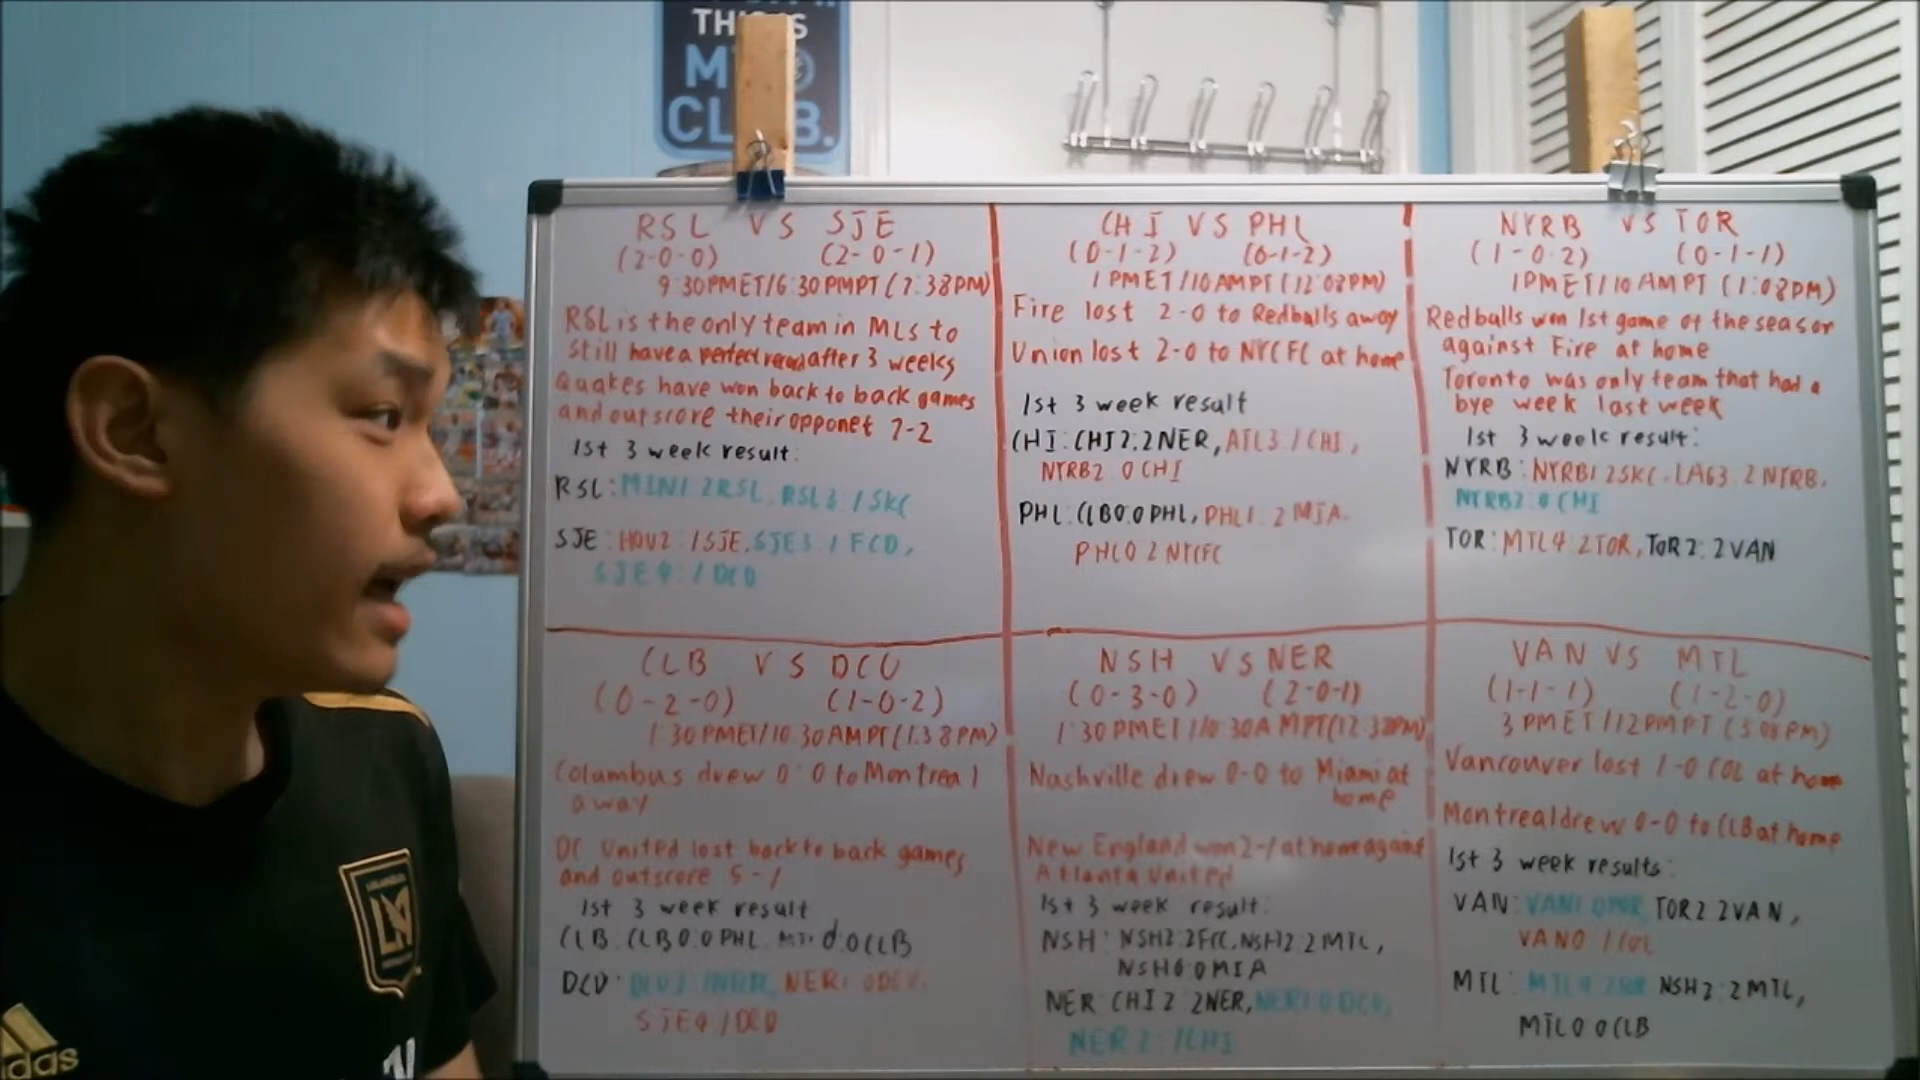 THIS IS
MY
CLUB.
RSL VS SJE
(2-0-0) (2-0-1)
9:30PMET/6:30PMPT(7:38PM)
RSL is the only team in MLS to
still have a perfect record after 3 weeks
Quakes have won back to back games
and outscore their opponet 7-2
1st 3 week result:
RSL: MIN1:2RSL, RSL3:1SKC
SJE: HOU2:1SJE, SJE3:1FCD,
SJE4:1DCU
CHI VS PHL
(0-1-2) (0-1-2)
1PMET/10AMPT(12:08PM)
Fire lost 2-0 to Redballs away
Union lost 2-0 to NYCFC at home
1st 3 week result
CHI: CHI2:2NER, ATL3:1CHI,
NYRB2:0CHI
PHL: CLB0:0PHL, PHL1:2MIA.
PHL0:2NYCFC
NYRB VS TOR
(1-0-2) (0-1-1)
1PMET/10AMPT(1:08PM)
Redballs won 1st game of the season
against Fire at home
Toronto was only team that had a
bye week last week
1st 3 week result:
NYRB: NYRB1:2SKC, LAG3:2NYRB,
NYRB2:0CHI
TOR: MTL4:2TOR, TOR2:2VAN
CLB VS DCU
(0-2-0) (1-0-2)
1:30PMET/10:30AMPT(1:38PM)
Columbus drew 0:0 to Montreal
away
DC United lost back to back games
and outscore 5-1
1st 3 week result
CLB: CLB0:0PHL MTL0:0CLB
DCU: NER1:0DCU,
SJE4:1DCU
NSH VS NER
(0-3-0) (2-0-1)
1:30PMET/10:30AMPT(12:38PM)
Nashville drew 0-0 to Miami at
home
New England won 2-1 at home against
Atlanta United
1st 3 week result:
NSH: NSH2:2FCC, NSH2:2MTL,
NSH0:0MIA
NER: CHI2:2NER, NER1:0DCU,
NER2:1CHI
VAN VS MTL
(1-1-1) (1-2-0)
3PMET/12PMPT(3:08PM)
Vancouver lost 1-0 COL at home
Montreal drew 0-0 to CLB at home
1st 3 week results:
VAN: TOR2:2VAN,
VAN0:1COL
MTL: MTL4:2TOR NSH2:2MTL,
MTL0:0CLB
adidas